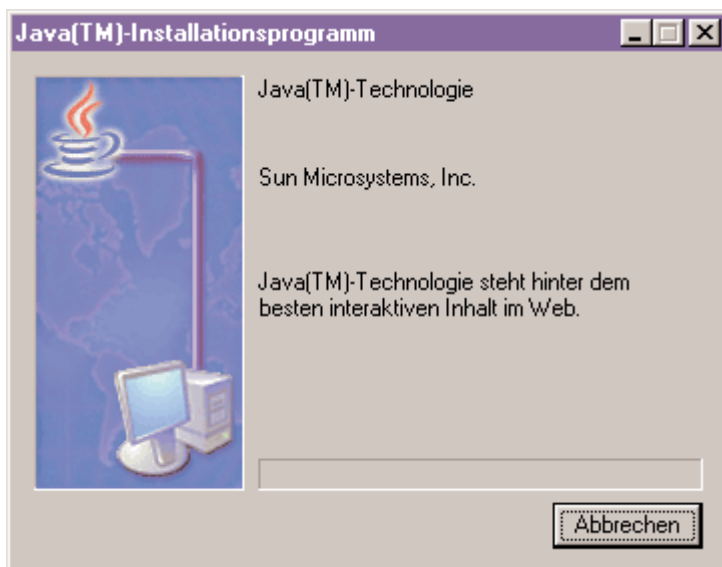 Java(TM)-Installationsprogramm
Java(TM)-Technologie
Sun Microsystems, Inc.
Java(TM)-Technologie steht hinter dem
besten interaktiven Inhalt im Web.
Abbrechen